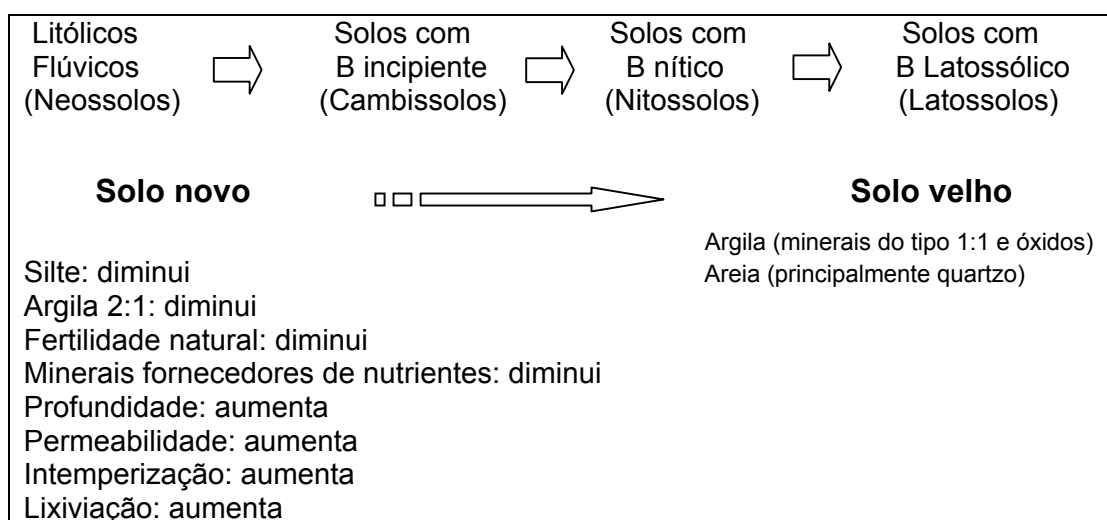 Litólicos Solos com Solos com Solos com
Flúvicos B incipiente B nítico B Latossólico
(Neossolos) (Cambissolos) (Nitossolos) (Latossolos)
Solo novo Solo velho
Argila (minerais do tipo 1:1 e óxidos)
Silte: diminui Areia (principalmente quartzo)
Argila 2:1: diminui
Fertilidade natural: diminui
Minerais fornecedores de nutrientes: diminui
Profundidade: aumenta
Permeabilidade: aumenta
Intemperização: aumenta
Lixiviação: aumenta